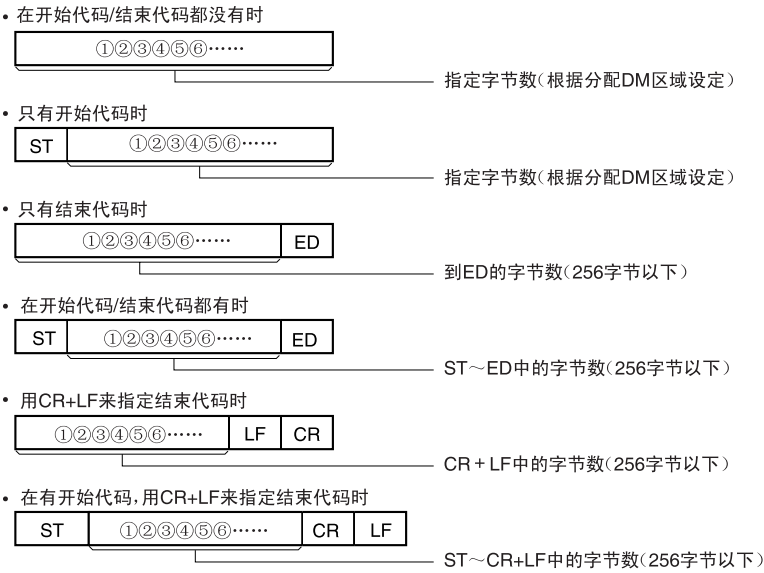 • 在开始代码/结束代码都没有时
①②③④⑤⑥……
指定字节数（根据分配DM区域设定）
• 只有开始代码时
ST ①②③④⑤⑥……
指定字节数（根据分配DM区域设定）
• 只有结束代码时
①②③④⑤⑥…… ED
到ED的字节数（256字节以下）
• 在开始代码/结束代码都有时
ST ①②③④⑤⑥…… ED
ST～ED中的字节数（256字节以下）
• 用CR+LF来指定结束代码时
①②③④⑤⑥…… LF CR
CR＋LF中的字节数（256字节以下）
• 在有开始代码，用CR+LF来指定结束代码时
ST ①②③④⑤⑥…… CR LF
ST～CR+LF中的字节数（256字节以下）